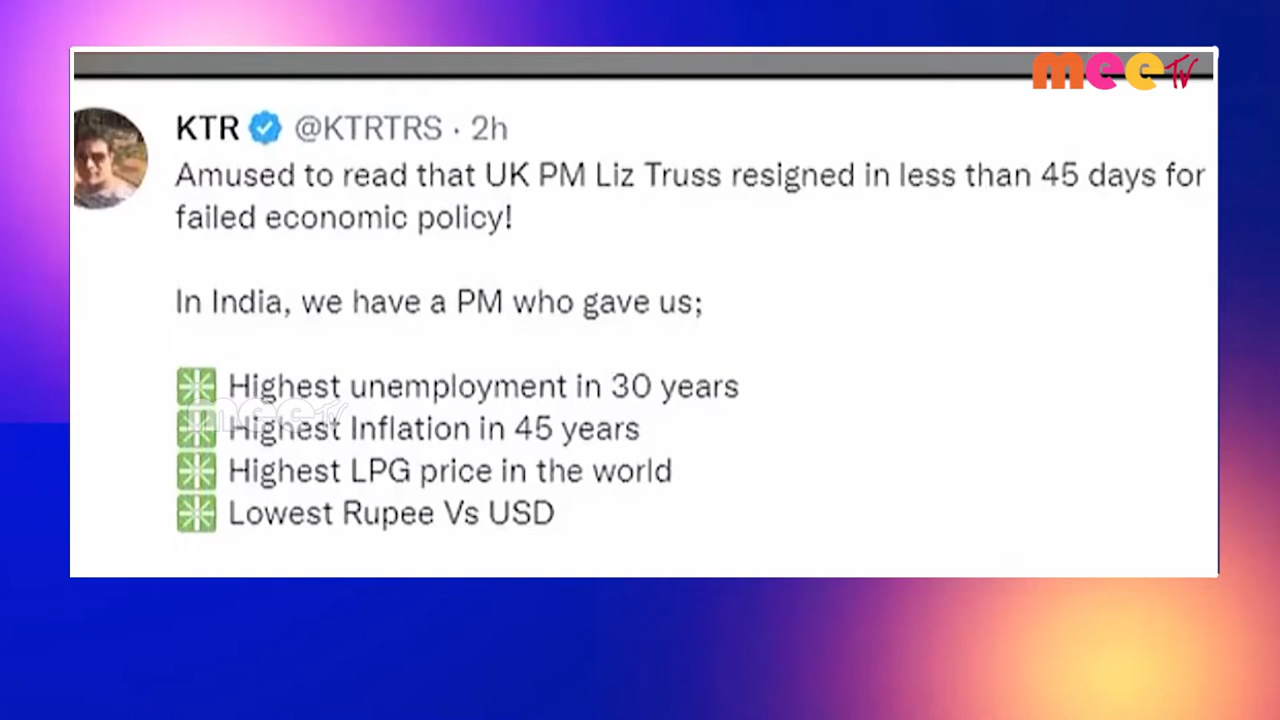 mee TV
KTR @KTRTRS · 2h
Amused to read that UK PM Liz Truss resigned in less than 45 days for
failed economic policy!
In India, we have a PM who gave us;
Highest unemployment in 30 years
mee TV
Highest Inflation in 45 years
Highest LPG price in the world
Lowest Rupee Vs USD